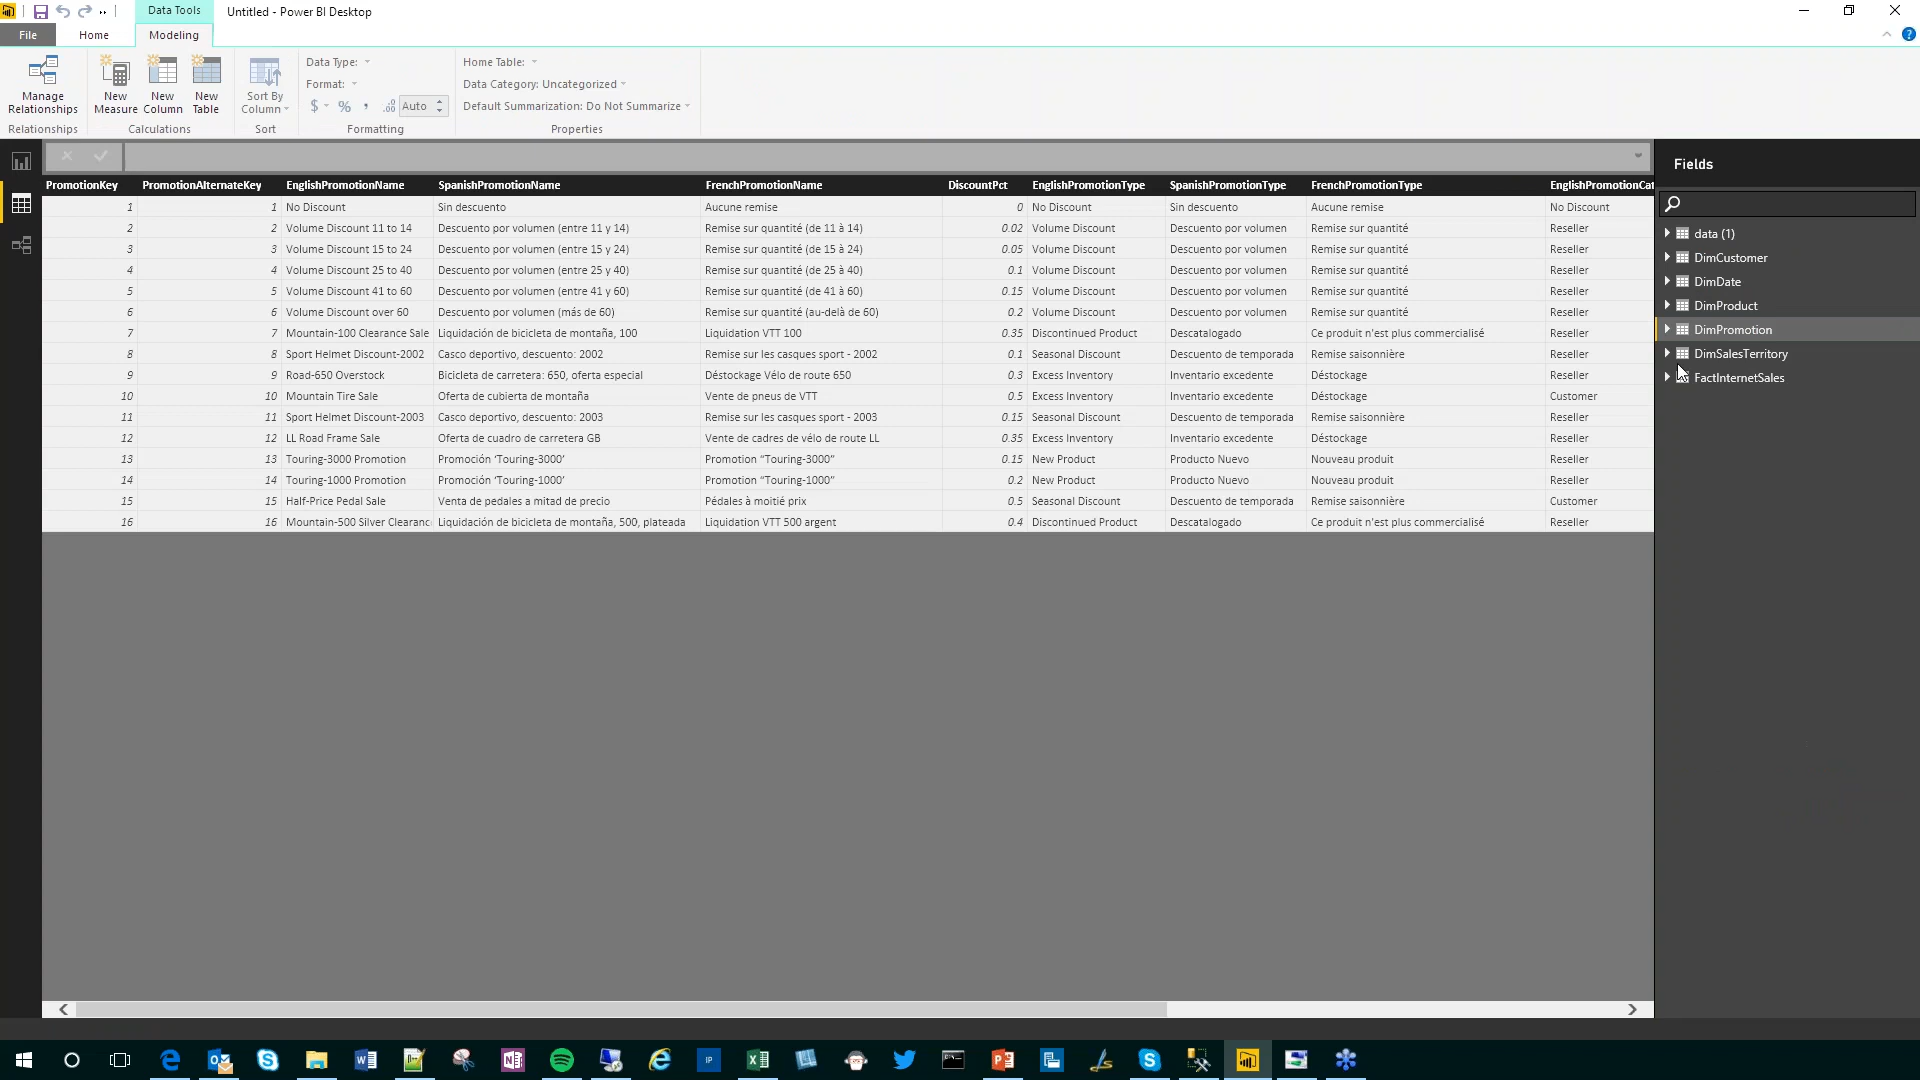 Data Tools
Untitled - Power BI Desktop
File
Home
Modeling
Manage Relationships
New Measure
New Column
New Table
Sort By Column
Data Type:
Format:
$ % , .00 Auto
Home Table:
Data Category: Uncategorized
Default Summarization: Do Not Summarize
Relationships
Calculations
Sort
Formatting
Properties
PromotionKey PromotionAlternateKey EnglishPromotionName SpanishPromotionName FrenchPromotionName DiscountPct EnglishPromotionType SpanishPromotionType FrenchPromotionType EnglishPromotionCat
1 1 No Discount Sin descuento Aucune remise 0 No Discount Sin descuento Aucune remise No Discount
2 2 Volume Discount 11 to 14 Descuento por volumen (entre 11 y 14) Remise sur quantité (de 11 à 14) 0.02 Volume Discount Descuento por volumen Remise sur quantité Reseller
3 3 Volume Discount 15 to 24 Descuento por volumen (entre 15 y 24) Remise sur quantité (de 15 à 24) 0.05 Volume Discount Descuento por volumen Remise sur quantité Reseller
4 4 Volume Discount 25 to 40 Descuento por volumen (entre 25 y 40) Remise sur quantité (de 25 à 40) 0.1 Volume Discount Descuento por volumen Remise sur quantité Reseller
5 5 Volume Discount 41 to 60 Descuento por volumen (entre 41 y 60) Remise sur quantité (de 41 à 60) 0.15 Volume Discount Descuento por volumen Remise sur quantité Reseller
6 6 Volume Discount over 60 Descuento por volumen (más de 60) Remise sur quantité (au-delà de 60) 0.2 Volume Discount Descuento por volumen Remise sur quantité Reseller
7 7 Mountain-100 Clearance Sale Liquidación de bicicleta de montaña, 100 Liquidation VTT 100 0.35 Discontinued Product Descatalogado Ce produit n'est plus commercialisé Reseller
8 8 Sport Helmet Discount-2002 Casco deportivo, descuento: 2002 Remise sur les casques sport - 2002 0.1 Seasonal Discount Descuento de temporada Remise saisonnière Reseller
9 9 Road-650 Overstock Bicicleta de carretera: 650, oferta especial Déstockage Vélo de route 650 0.3 Excess Inventory Inventario excedente Déstockage Reseller
10 10 Mountain Tire Sale Oferta de cubierta de montaña Vente de pneus de VTT 0.5 Excess Inventory Inventario excedente Déstockage Customer
11 11 Sport Helmet Discount-2003 Casco deportivo, descuento: 2003 Remise sur les casques sport - 2003 0.15 Seasonal Discount Descuento de temporada Remise saisonnière Reseller
12 12 LL Road Frame Sale Oferta de cuadro de carretera GB Vente de cadres de vélo de route LL 0.35 Excess Inventory Inventario excedente Déstockage Reseller
13 13 Touring-3000 Promotion Promoción ‘Touring-3000’ Promotion “Touring-3000” 0.15 New Product Producto Nuevo Nouveau produit Reseller
14 14 Touring-1000 Promotion Promoción ‘Touring-1000’ Promotion “Touring-1000” 0.2 New Product Producto Nuevo Nouveau produit Reseller
15 15 Half-Price Pedal Sale Venta de pedales a mitad de precio Pédales à moitié prix 0.5 Seasonal Discount Descuento de temporada Remise saisonnière Customer
16 16 Mountain-500 Silver Clearanc Liquidación de bicicleta de montaña, 500, plateada Liquidation VTT 500 argent 0.4 Discontinued Product Descatalogado Ce produit n'est plus commercialisé Reseller
Fields
data (1)
DimCustomer
DimDate
DimProduct
DimPromotion
DimSalesTerritory
FactInternetSales